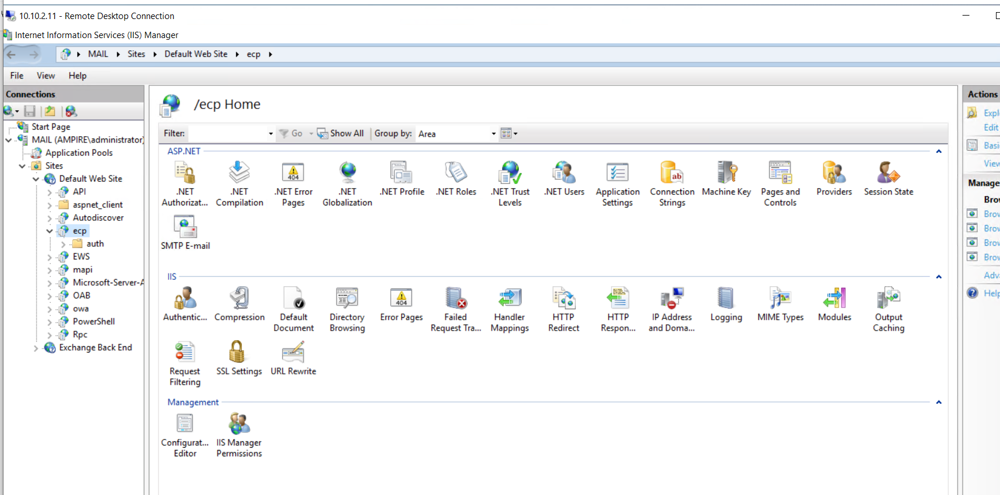 10.10.2.11 - Remote Desktop Connection
Internet Information Services (IIS) Manager
MAIL Sites Default Web Site ecp
File View Help
Connections
Start Page
MAIL (AMPIRE\administrator)
Application Pools
Sites
Default Web Site
API
aspnet_client
Autodiscover
ecp
auth
EWS
mapi
Microsoft-Server-A
OAB
owa
PowerShell
Rpc
Exchange Back End
/ecp Home
Filter: Go Show All Group by: Area
ASP.NET
.NET Authorizat...
.NET Compilation
.NET Error Pages
.NET Globalization
.NET Profile
.NET Roles
.NET Trust Levels
.NET Users
Application Settings
Connection Strings
Machine Key
Pages and Controls
Providers
Session State
SMTP E-mail
IIS
Authentic...
Compression
Default Document
Directory Browsing
Error Pages
Failed Request Tra...
Handler Mappings
HTTP Redirect
HTTP Respon...
IP Address and Doma...
Logging
MIME Types
Modules
Output Caching
Request Filtering
SSL Settings
URL Rewrite
Management
Configurat... Editor
IIS Manager Permissions
Actions
Expl
Edit
Basi
View
Manage
Brow
Brow
Brow
Brow
Brow
Adv
Help